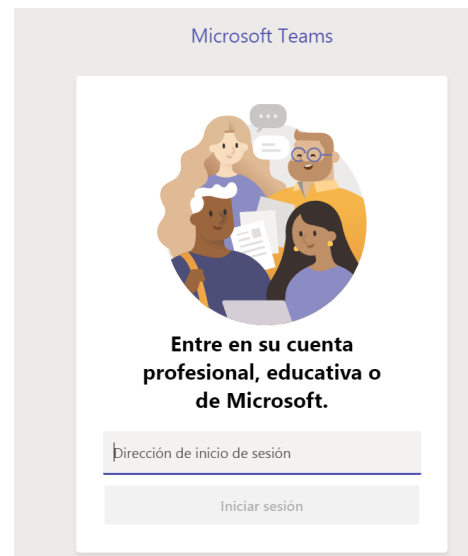 Microsoft Teams
Entre en su cuenta
profesional, educativa o
de Microsoft.
Dirección de inicio de sesión
Iniciar sesión